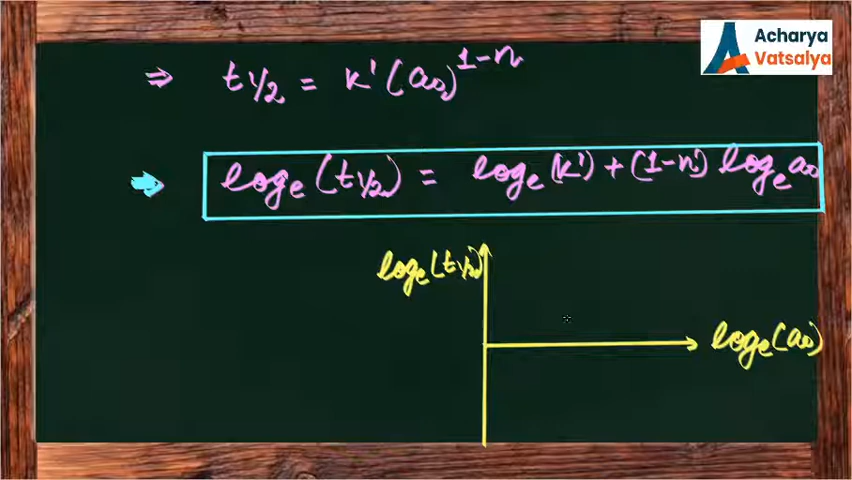 Acharya
Vatsalya
⇒ t1/2 = k'(a0)^1-n
➡ loge(t1/2) = loge(k') + (1-n) loge a0
loge(t1/2)
loge(a0)